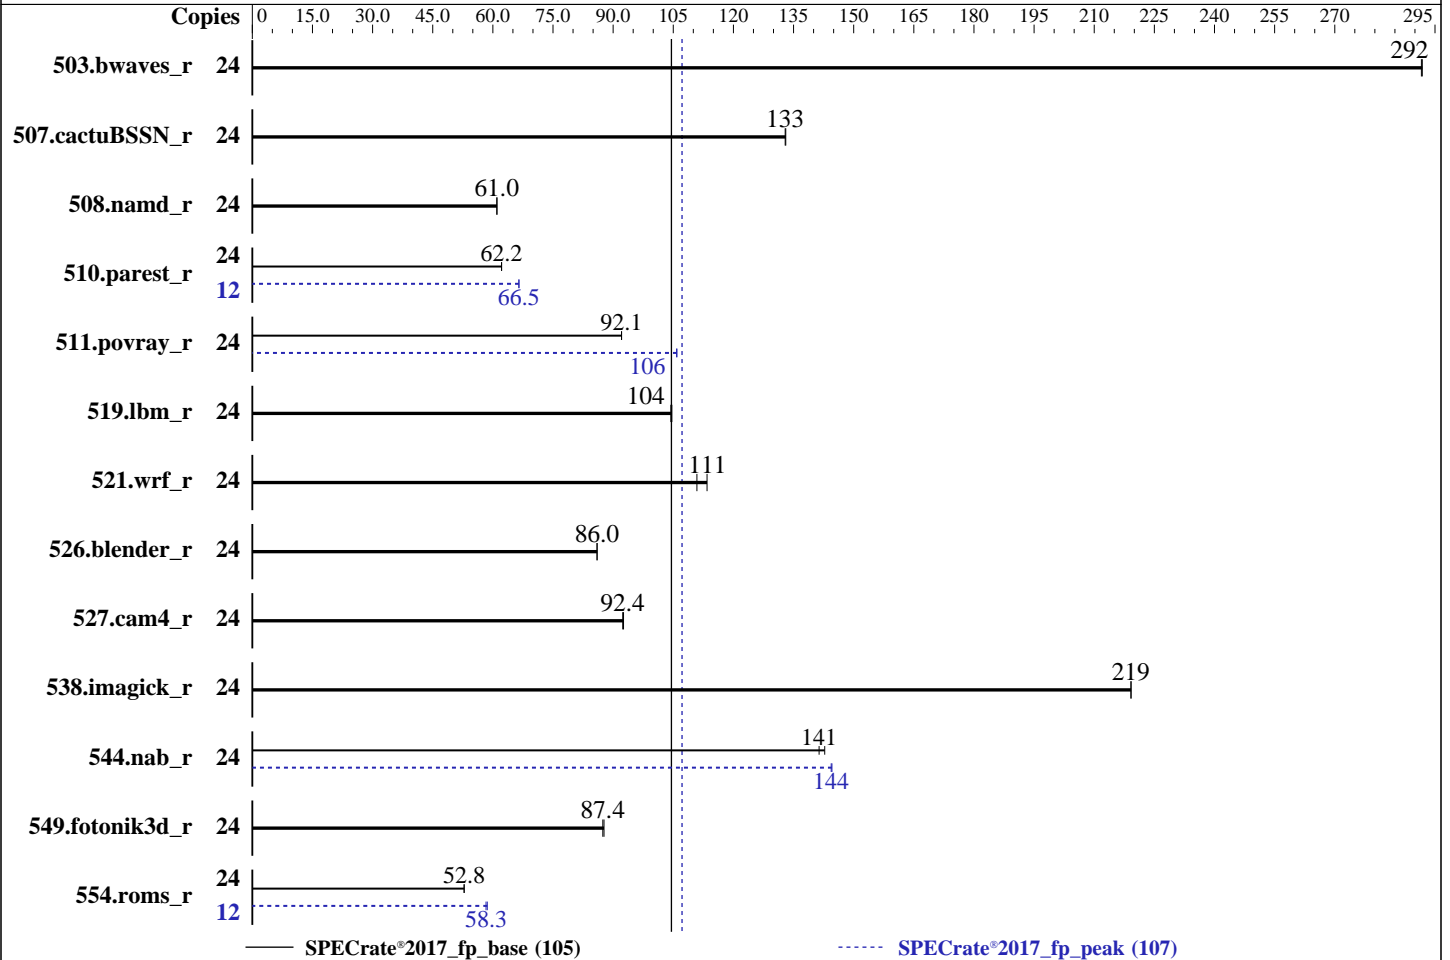 Copies 0 15.0 30.0 45.0 60.0 75.0 90.0 105 120 135 150 165 180 195 210 225 240 255 270 295
503.bwaves_r 24 292
507.cactuBSSN_r 24 133
508.namd_r 24 61.0
510.parest_r 24 62.2
12 66.5
511.povray_r 24 92.1
106
519.lbm_r 24 104
521.wrf_r 24 111
526.blender_r 24 86.0
527.cam4_r 24 92.4
538.imagick_r 24 219
544.nab_r 24 141
144
549.fotonik3d_r 24 87.4
554.roms_r 24 52.8
12 58.3
SPECrate®2017_fp_base (105) SPECrate®2017_fp_peak (107)